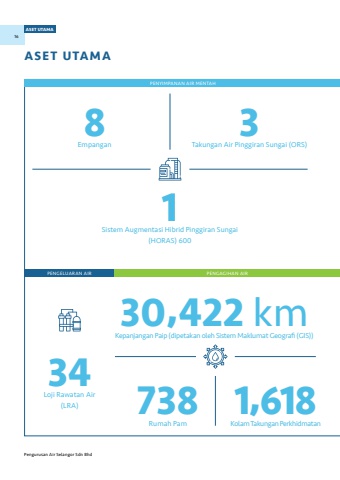 ASET UTAMA
16
ASET UTAMA
PENYIMPANAN AIR MENTAH
8
Empangan
3
Takungan Air Pinggiran Sungai (ORS)
1
Sistem Augmentasi Hibrid Pinggiran Sungai
(HORAS) 600
PENGELUARAN AIR
PENGAGIHAN AIR
34
Loji Rawatan Air
(LRA)
30,422 km
Kepanjangan Paip (dipetakan oleh Sistem Maklumat Geografi (GIS))
738
Rumah Pam
1,618
Kolam Takungan Perkhidmatan
Pengurusan Air Selangor Sdn Bhd